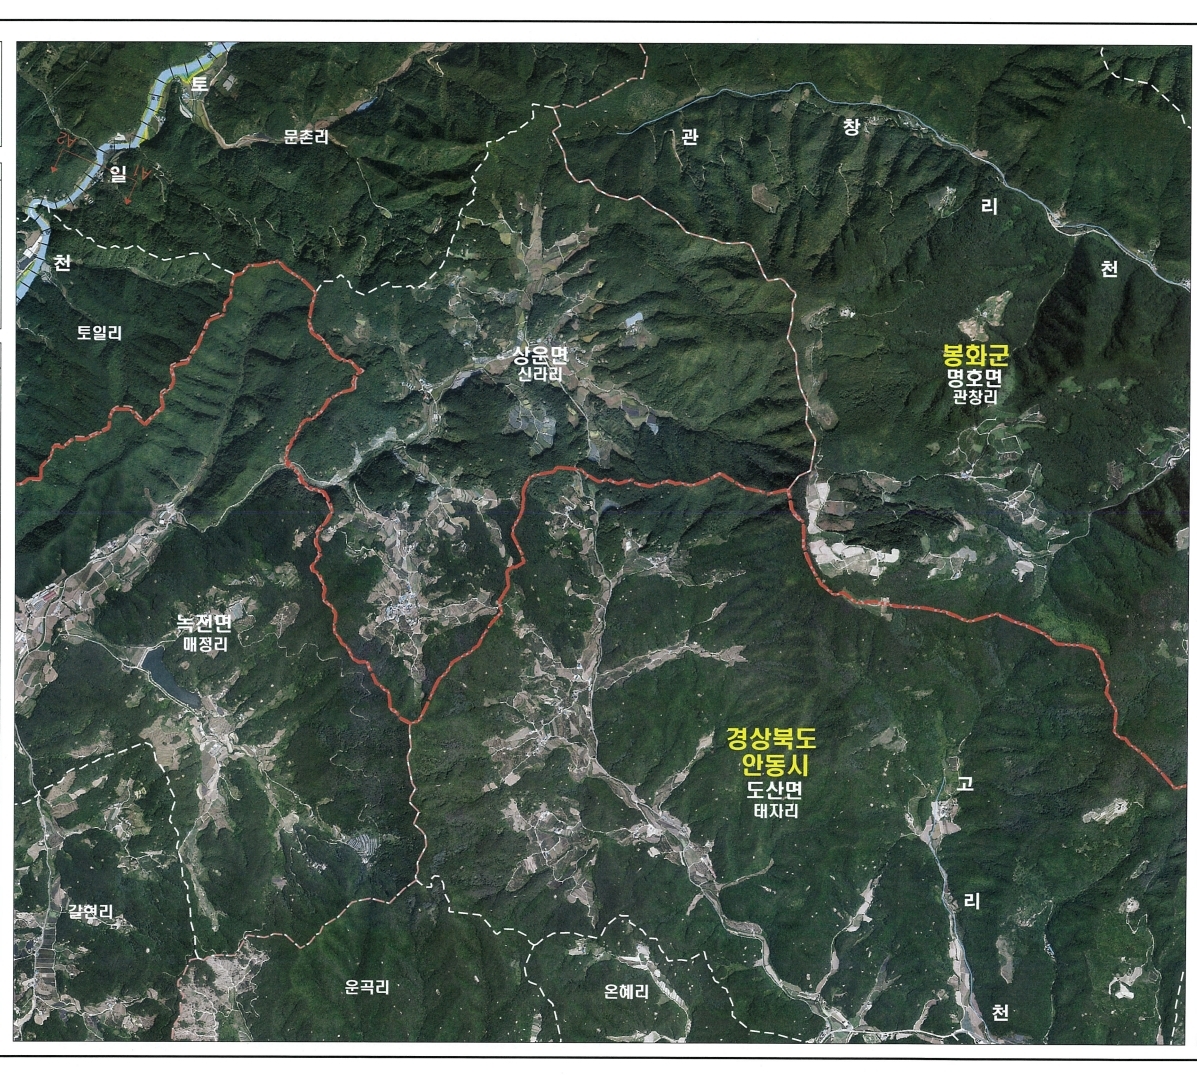 토
문촌리
관
창
A2
A1
일
리
천
천
토일리
상운면
신라리
봉화군
명호면
관창리
녹전면
매정리
경상북도
안동시
도산면
태자리
고
갈현리
리
운곡리
온혜리
천